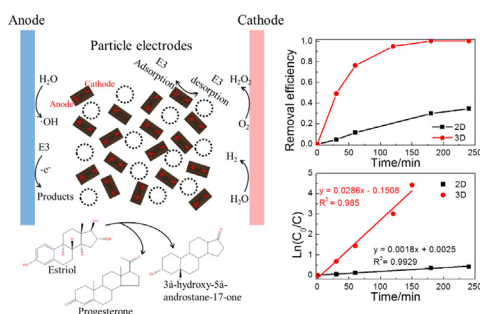 Anode
Cathode
Particle electrodes
H₂O
Cathode
Anode
E3
Adsorption
E3
desorption
H₂O₂
·OH
O₂
E3
-e⁻
Products
H₂
H₂O
Estriol
Progesterone
3á-hydroxy-5á-
androstane-17-one
Removal efficiency
1.0
0.8
0.6
0.4
0.2
0.0
2D
3D
0 50 100 150 200 250
Time/min
Ln(C₀/C)
5
4
3
2
1
0
y = 0.0286x - 0.1508
R² = 0.985
2D
3D
y = 0.0018x + 0.0025
R² = 0.9929
0 50 100 150 200 250
Time/min